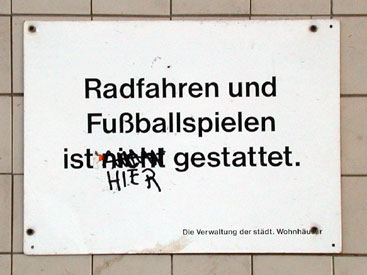 Radfahren und
Fußballspielen
ist nicht gestattet.
HIER
Die Verwaltung der städt. Wohnhäuser